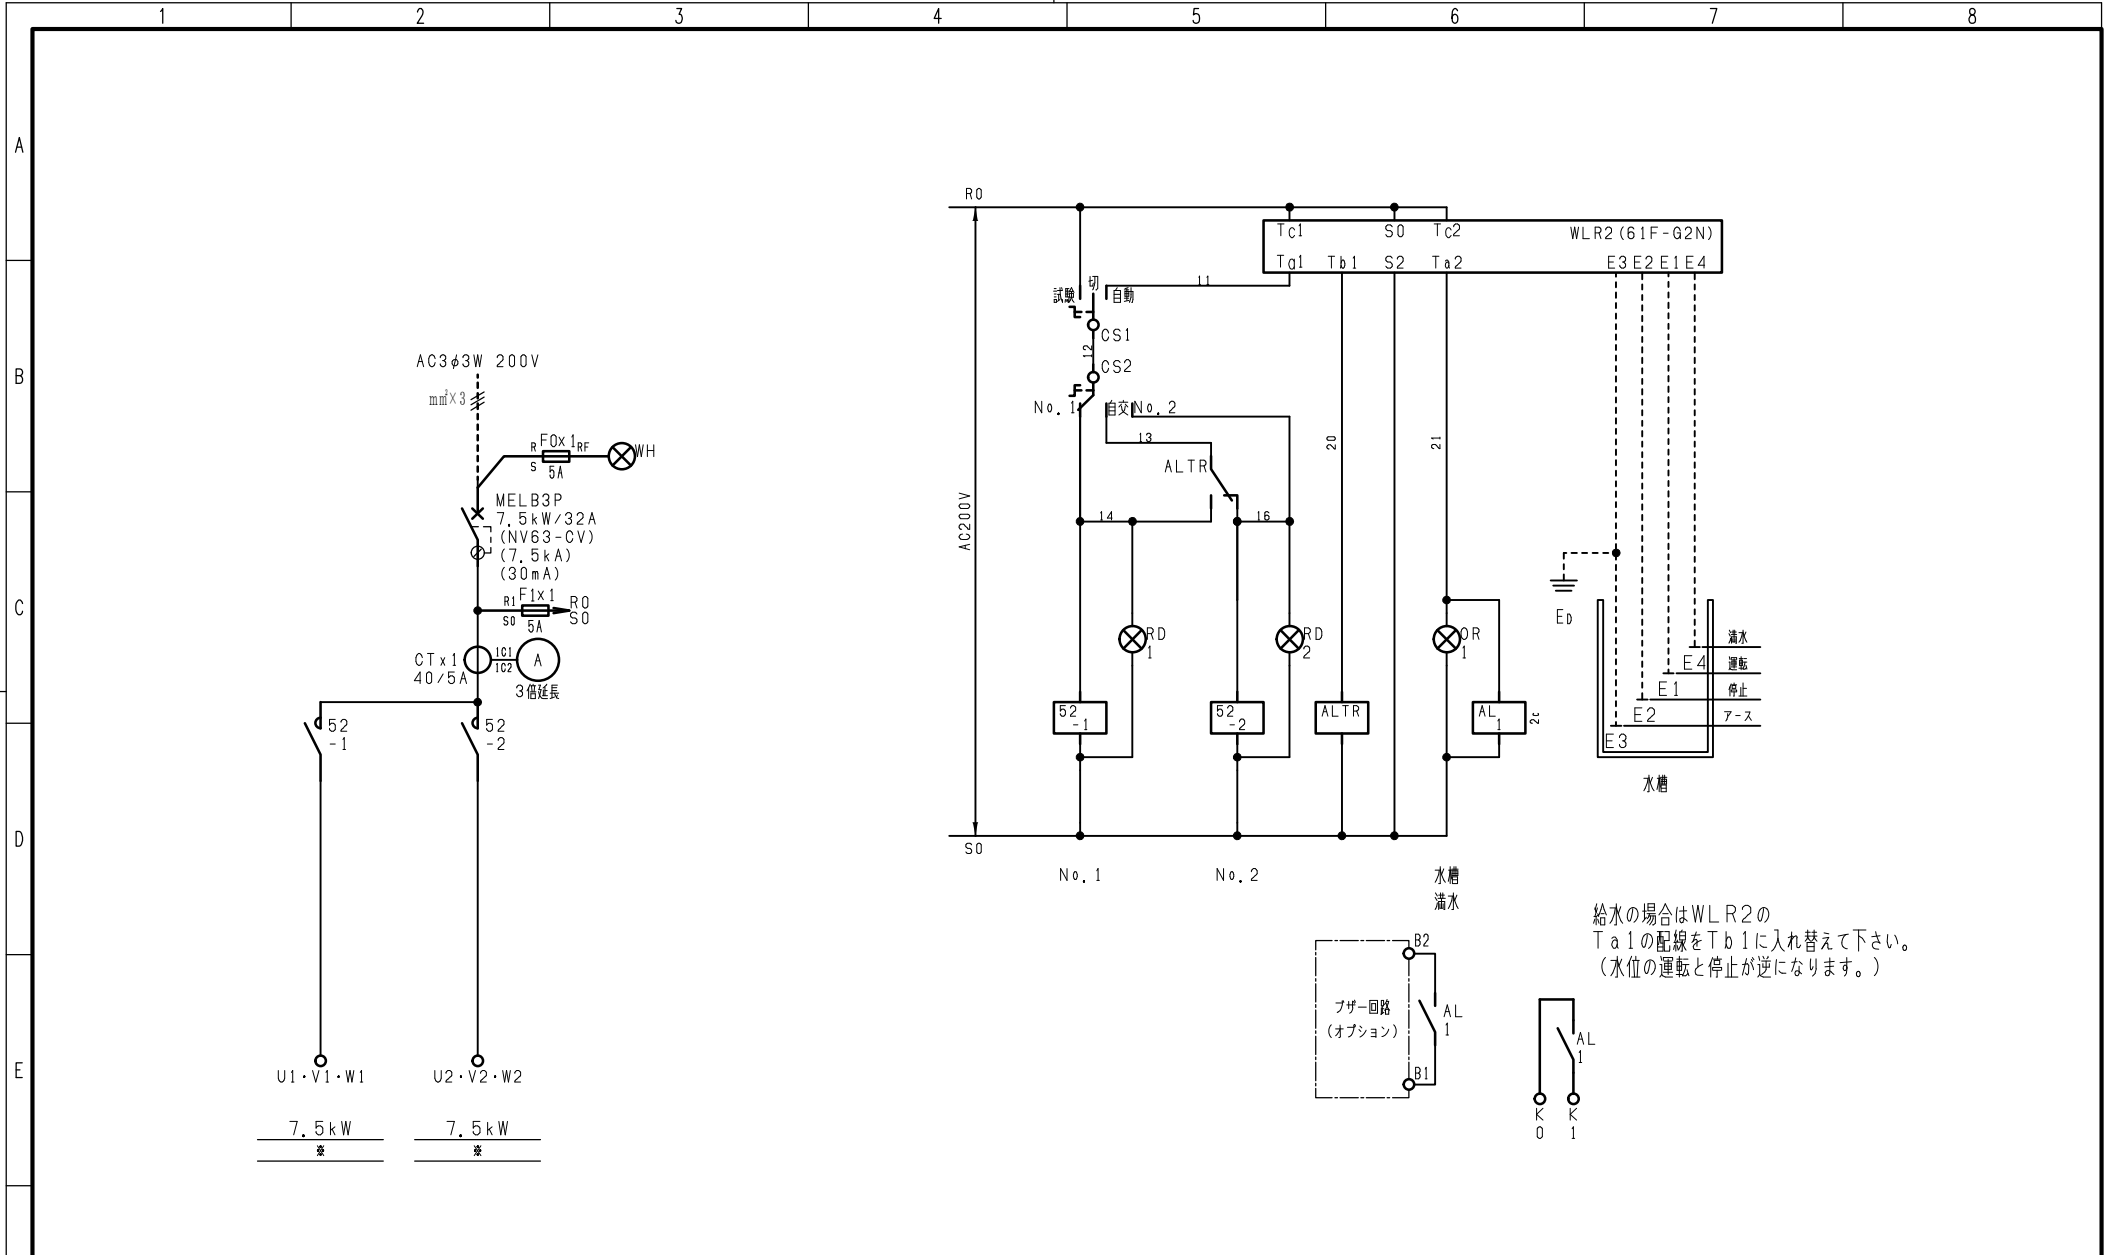 1 2 3 4 5 6 7 8
A
B
C
D
E
AC3φ3W 200V
mm²×3
R F0x1 RF
S 5A
WH
MELB3P
7.5kW/32A
(NV63-CV)
(7.5kA)
(30mA)
R1 F1x1 R0
S0 5A S0
CTx1
40/5A
1C1
1C2
A
3倍延長
52
-1
52
-2
U1・V1・W1
U2・V2・W2
7.5kW
※
7.5kW
※
R0
AC200V
S0
Tc1 S0 Tc2 WLR2(61F-G2N)
Ta1 Tb1 S2 Ta2 E3 E2 E1 E4
試験 切 自動
11
CS1
12
CS2
No.1 自交 No.2
13
ALTR
14
16
20
21
RD
1
RD
2
OR
1
52
-1
52
-2
ALTR
AL
1
2c
ED
満水
E4 運転
E1 停止
E2 アース
E3
水槽
No.1
No.2
水槽
満水
給水の場合はWLR2の
Ta1の配線をTb1に入れ替えて下さい。
(水位の運転と停止が逆になります。)
B2
ブザー回路
(オプション)
AL
1
B1
AL
1
K
0
K
1